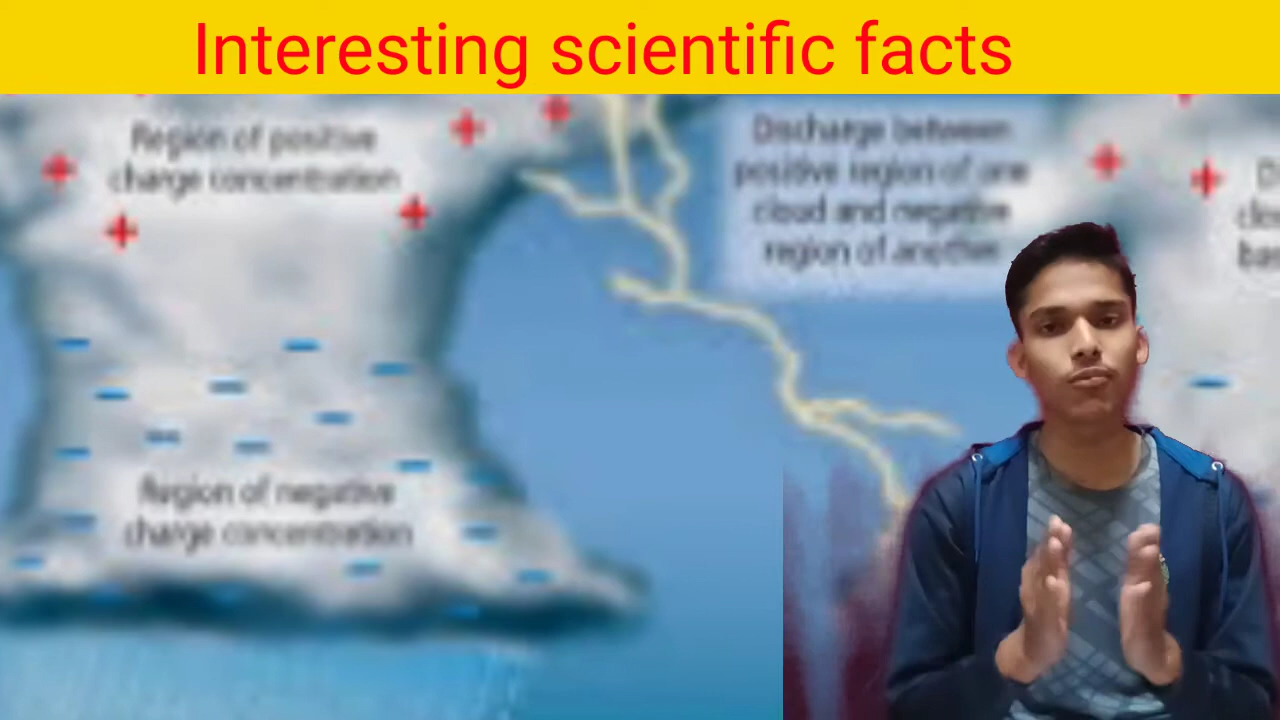 Interesting scientific facts
Region of positive
charge concentration
Discharge between
positive region of one
cloud and negative
region of another
Region of negative
charge concentration